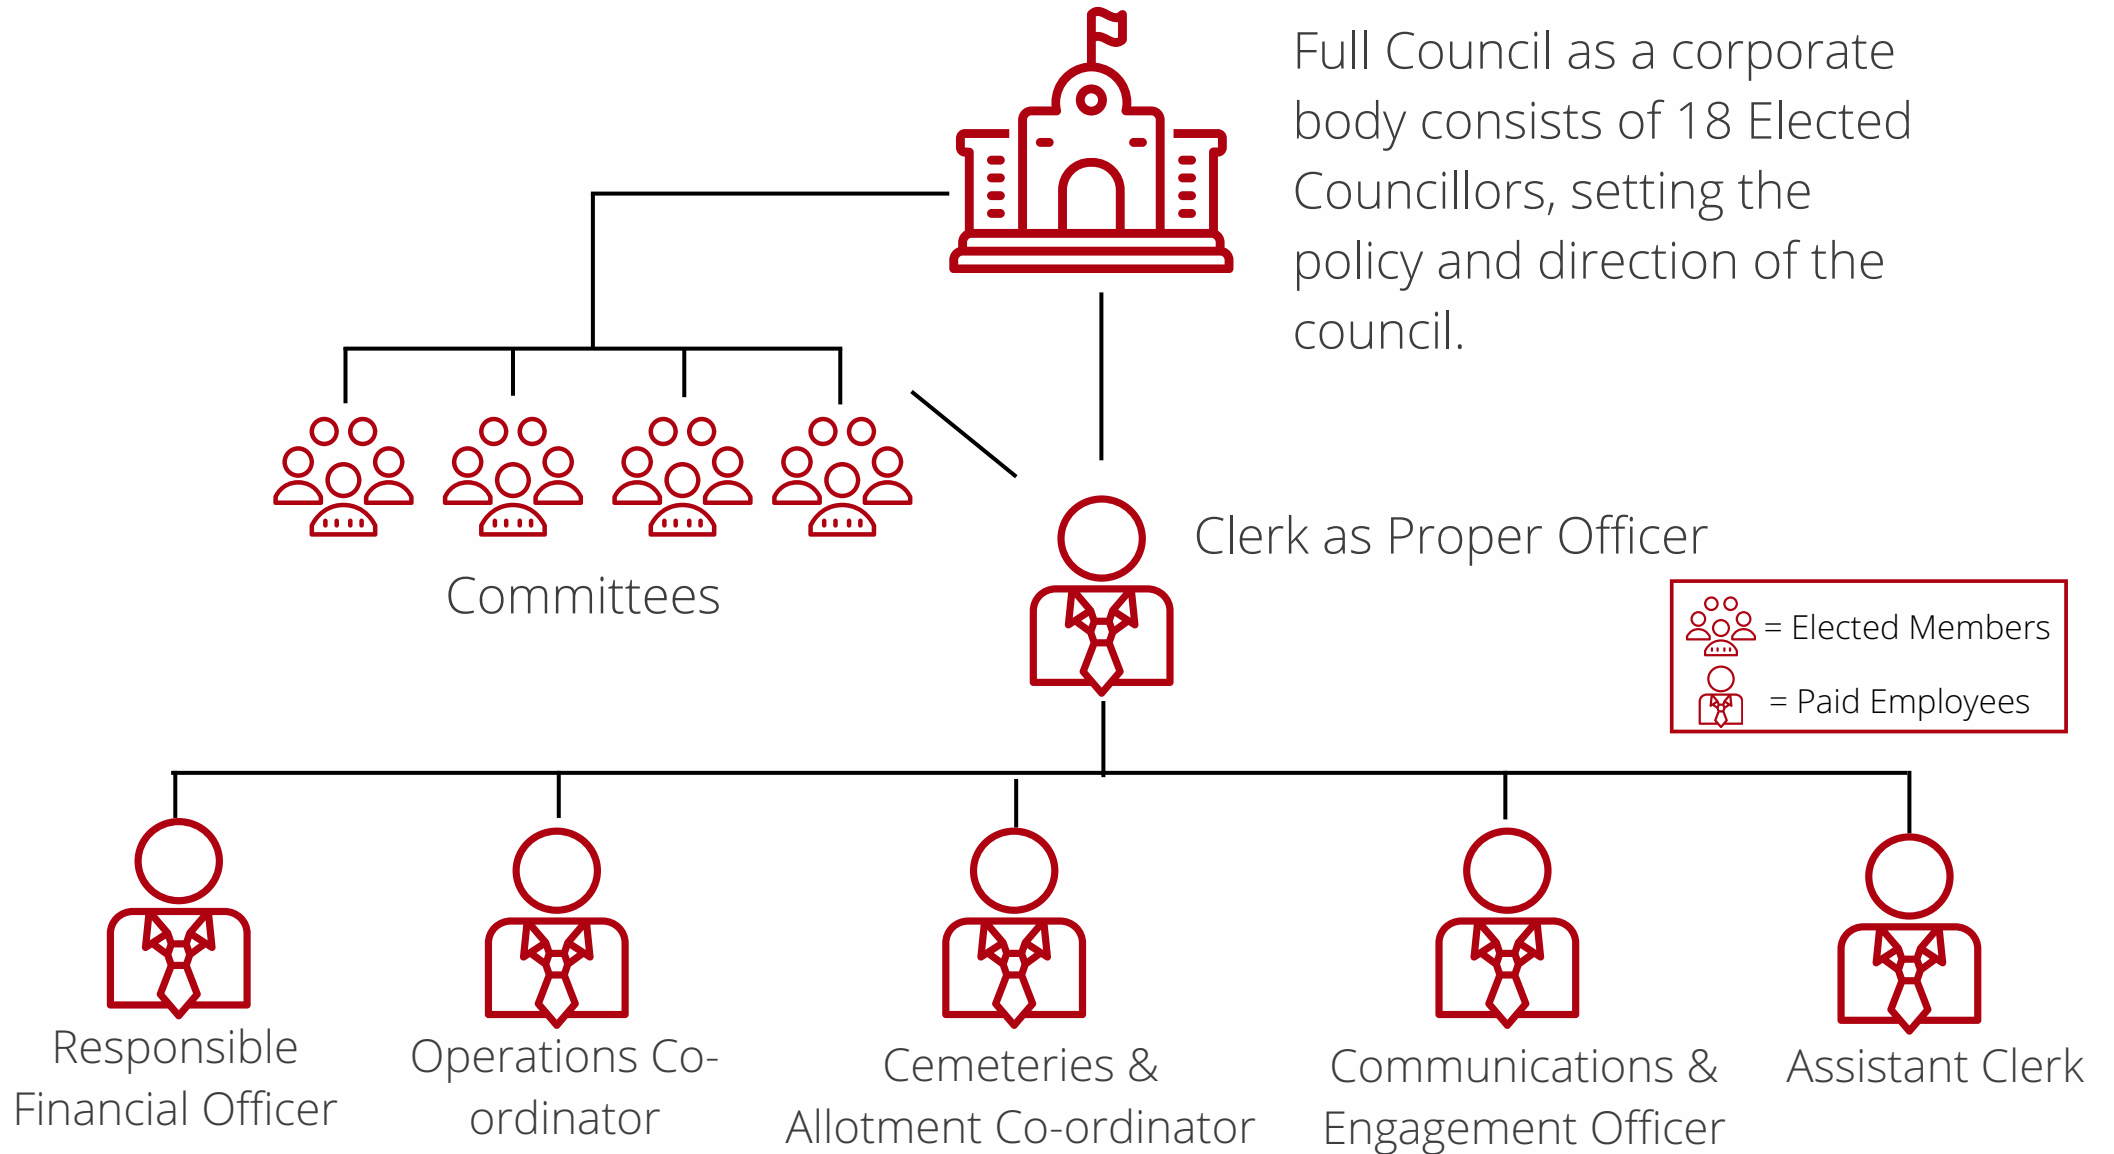 Full Council as a corporate
body consists of 18 Elected
Councillors, setting the
policy and direction of the
council.
Committees
Clerk as Proper Officer
= Elected Members
= Paid Employees
Responsible
Financial Officer
Operations Co-
ordinator
Cemeteries &
Allotment Co-ordinator
Communications &
Engagement Officer
Assistant Clerk